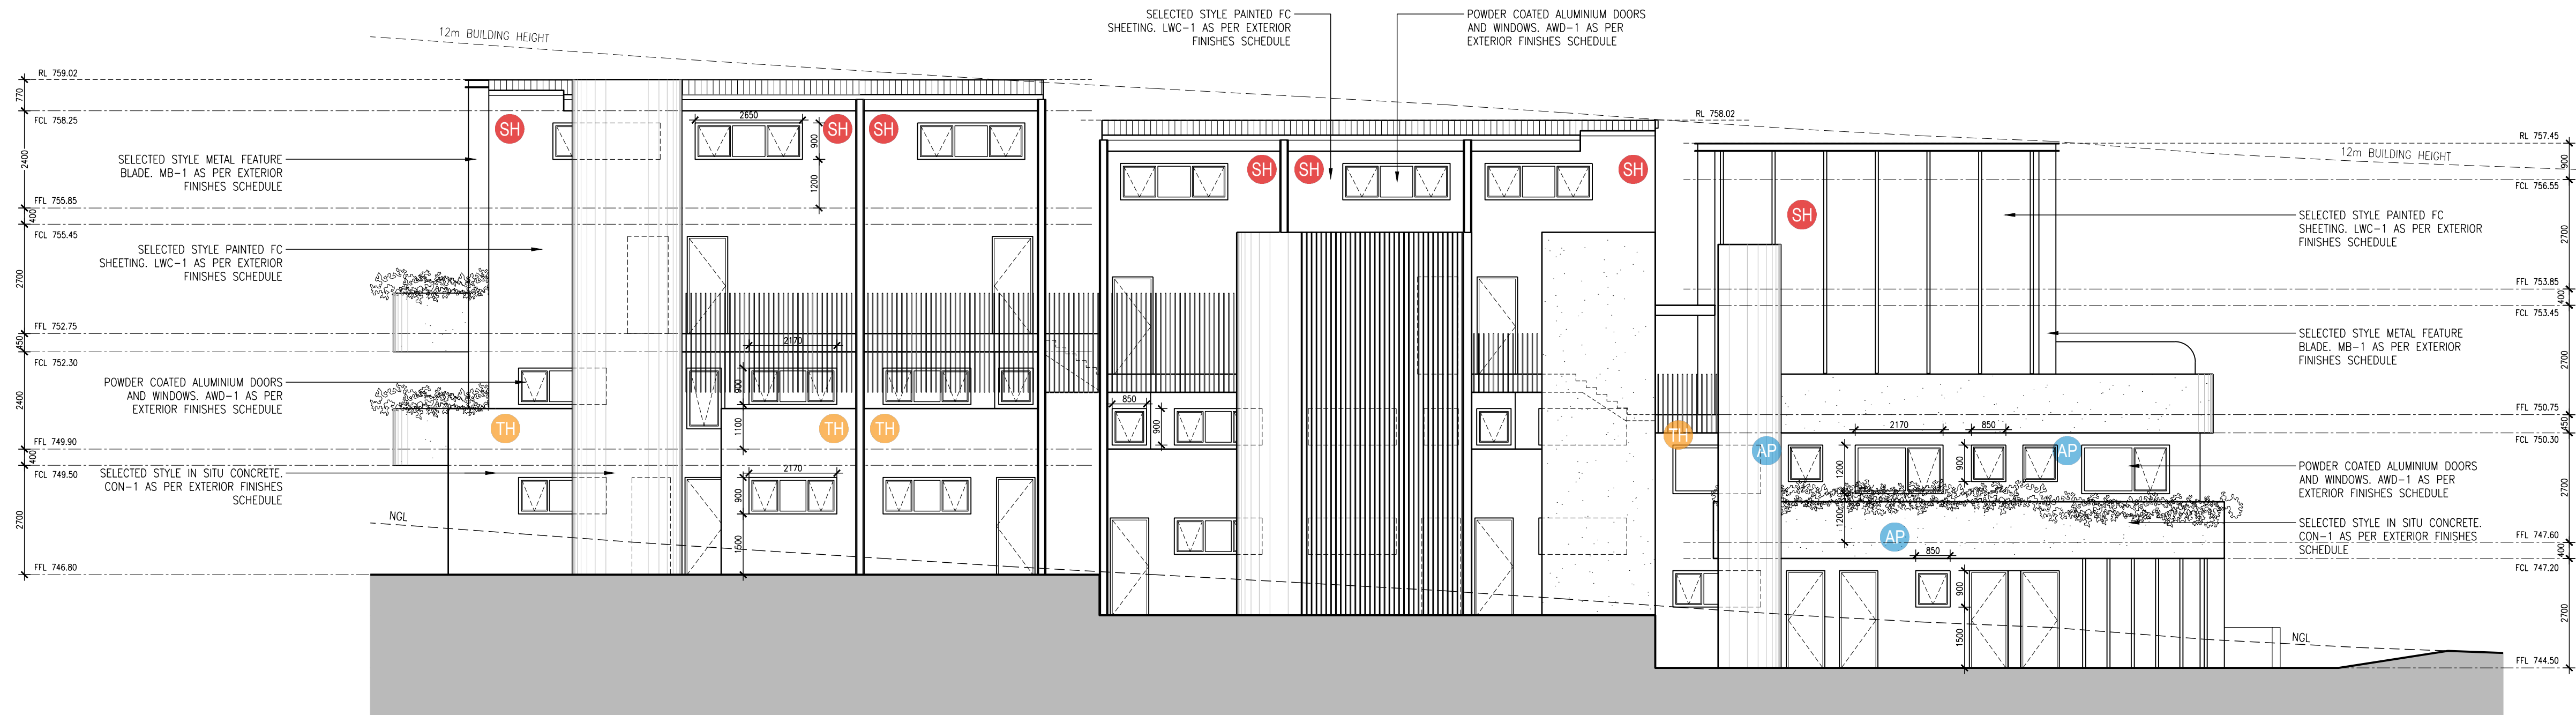 SELECTED STYLE PAINTED FC
SHEETING. LWC-1 AS PER EXTERIOR
FINISHES SCHEDULE
POWDER COATED ALUMINIUM DOORS
AND WINDOWS. AWD-1 AS PER
EXTERIOR FINISHES SCHEDULE
12m BUILDING HEIGHT
RL 759.02
770
FCL 758.25
2400
FFL 755.85
400
FCL 755.45
2700
FFL 752.75
450
FCL 752.30
2400
FFL 749.90
400
FCL 749.50
2700
FFL 746.80
SELECTED STYLE METAL FEATURE
BLADE. MB-1 AS PER EXTERIOR
FINISHES SCHEDULE
SELECTED STYLE PAINTED FC
SHEETING. LWC-1 AS PER EXTERIOR
FINISHES SCHEDULE
POWDER COATED ALUMINIUM DOORS
AND WINDOWS. AWD-1 AS PER
EXTERIOR FINISHES SCHEDULE
SELECTED STYLE IN SITU CONCRETE.
CON-1 AS PER EXTERIOR FINISHES
SCHEDULE
NGL
SH
2650
900
1200
SH
SH
2170
900
1100
TH
TH
TH
2170
900
1500
SH
SH
SH
850
900
RL 758.02
SH
TH
AP
2170
850
1200
900
AP
1200
AP
850
900
1500
RL 757.45
12m BUILDING HEIGHT
900
FCL 756.55
2700
FFL 753.85
400
FCL 753.45
2700
FFL 750.75
450
FCL 750.30
2700
FFL 747.60
400
FCL 747.20
2700
FFL 744.50
SELECTED STYLE PAINTED FC
SHEETING. LWC-1 AS PER EXTERIOR
FINISHES SCHEDULE
SELECTED STYLE METAL FEATURE
BLADE. MB-1 AS PER EXTERIOR
FINISHES SCHEDULE
POWDER COATED ALUMINIUM DOORS
AND WINDOWS. AWD-1 AS PER
EXTERIOR FINISHES SCHEDULE
SELECTED STYLE IN SITU CONCRETE.
CON-1 AS PER EXTERIOR FINISHES
SCHEDULE
NGL